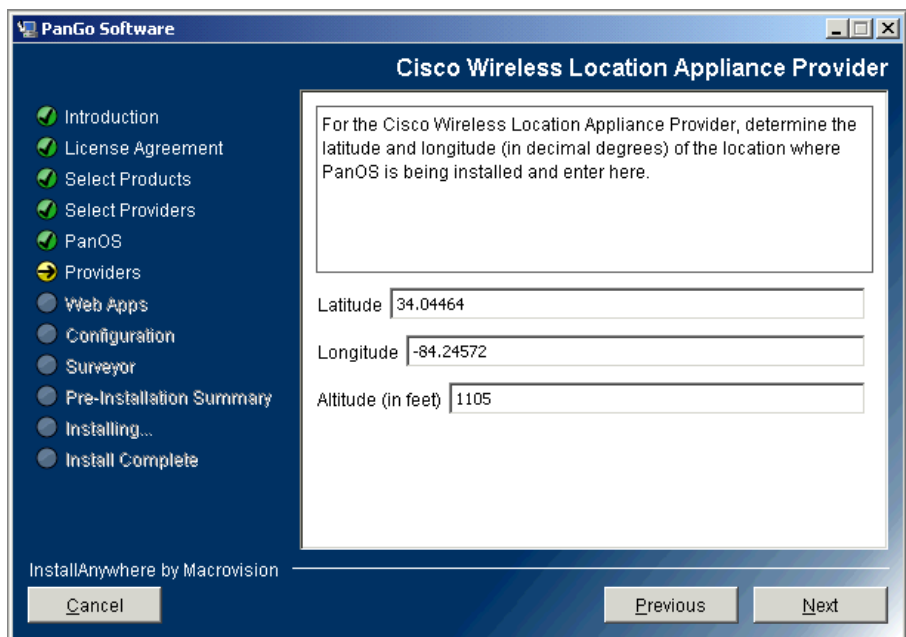 PanGo Software
Cisco Wireless Location Appliance Provider
Introduction
License Agreement
Select Products
Select Providers
PanOS
Providers
Web Apps
Configuration
Surveyor
Pre-Installation Summary
Installing...
Install Complete
For the Cisco Wireless Location Appliance Provider, determine the
latitude and longitude (in decimal degrees) of the location where
PanOS is being installed and enter here.
Latitude 34.04464
Longitude -84.24572
Altitude (in feet) 1105
InstallAnywhere by Macrovision
Cancel Previous Next